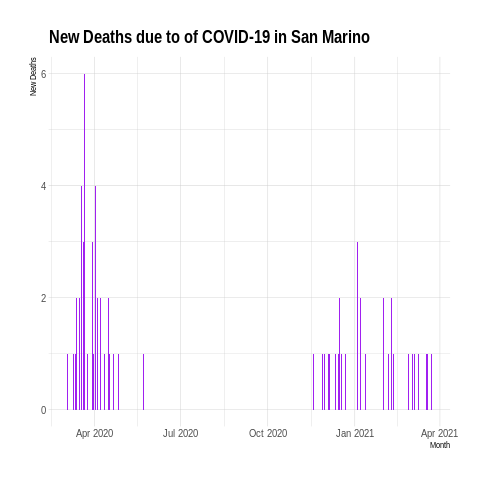 New Deaths due to of COVID-19 in San Marino
New Deaths
6
4
2
0
Apr 2020 Jul 2020 Oct 2020 Jan 2021 Apr 2021
Month